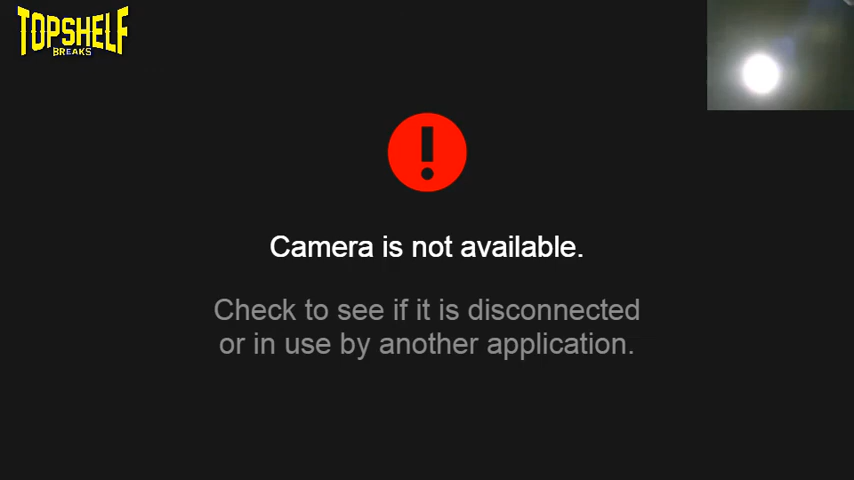 TOPSHELF
BREAKS
!
Camera is not available.
Check to see if it is disconnected
or in use by another application.